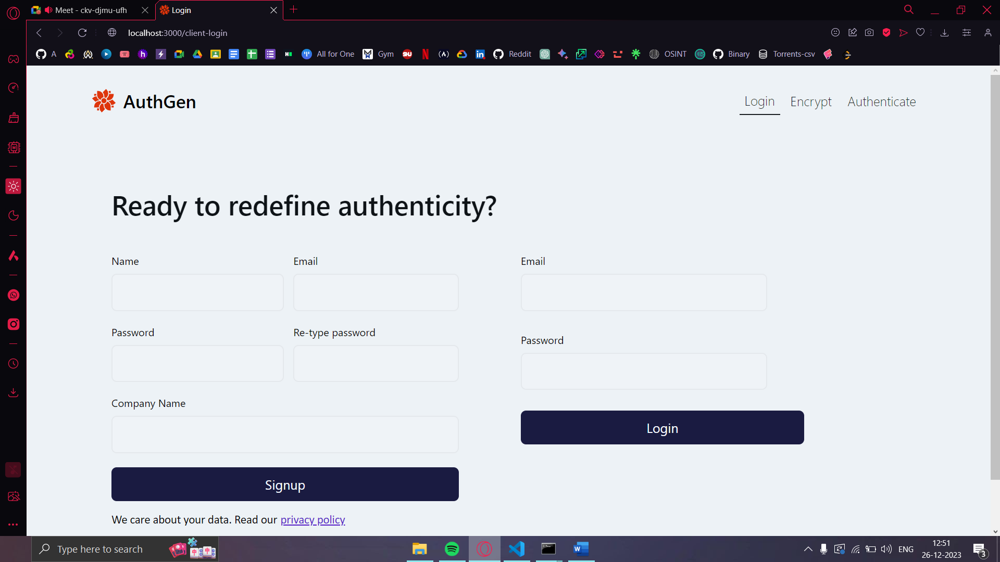 Meet - ckv-djmu-ufh
Login
localhost:3000/client-login
A
All for One
Gym
Reddit
OSINT
Binary
Torrents-csv
AuthGen
Login
Encrypt
Authenticate
Ready to redefine authenticity?
Name
Email
Password
Re-type password
Company Name
Signup
We care about your data. Read our privacy policy
Email
Password
Login
Type here to search
ENG
12:51
26-12-2023
3